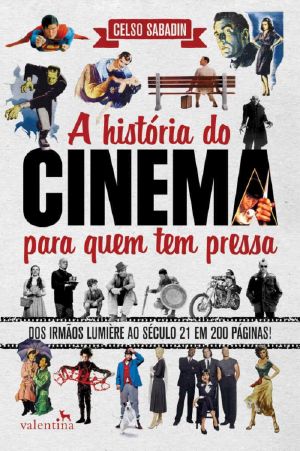 CELSO SABADIN
A história do
CINEMA
para quem tem pressa
DOS IRMÃOS LUMIÈRE AO SÉCULO 21 EM 200 PÁGINAS!
valentina